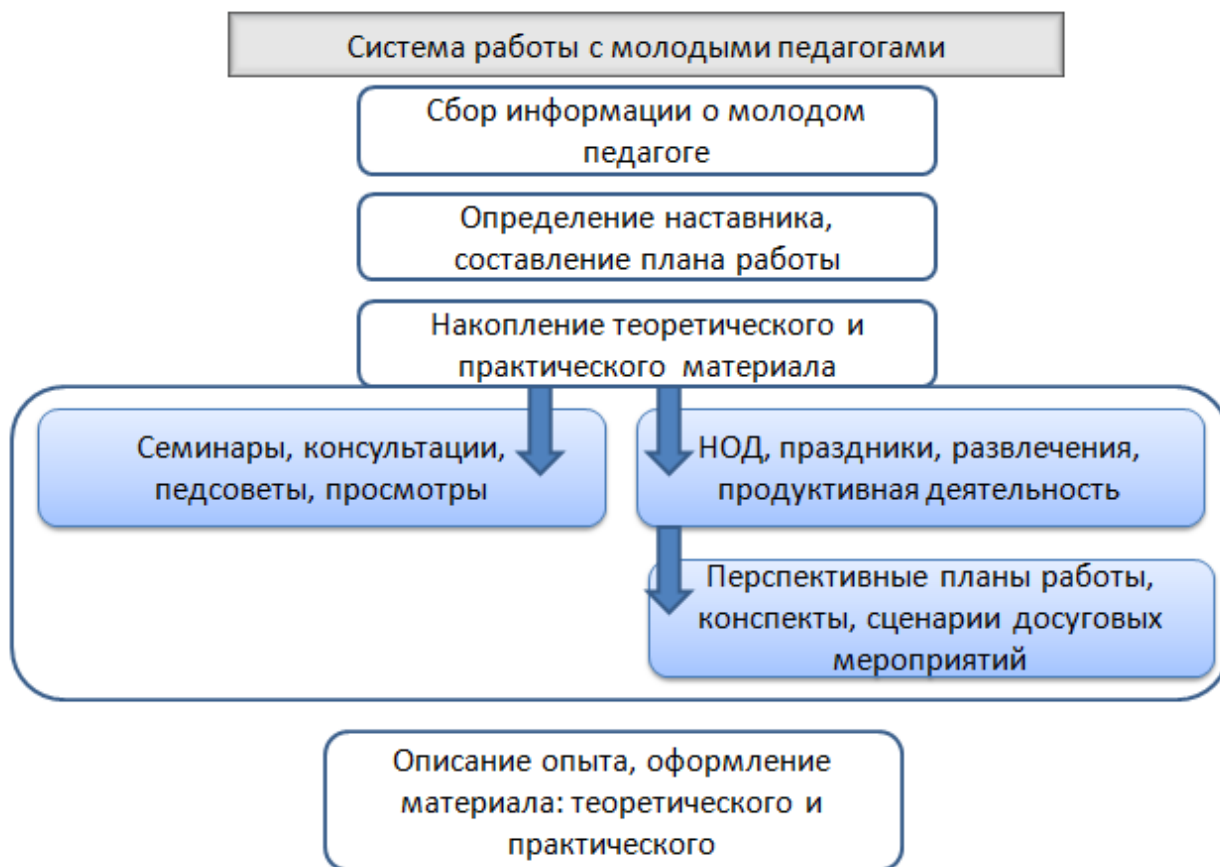 Система работы с молодыми педагогами
Сбор информации о молодом
педагоге
Определение наставника,
составление плана работы
Накопление теоретического и
практического материала
Семинары, консультации,
педсоветы, просмотры
НОД, праздники, развлечения,
продуктивная деятельность
Перспективные планы работы,
конспекты, сценарии досуговых
мероприятий
Описание опыта, оформление
материала: теоретического и
практического